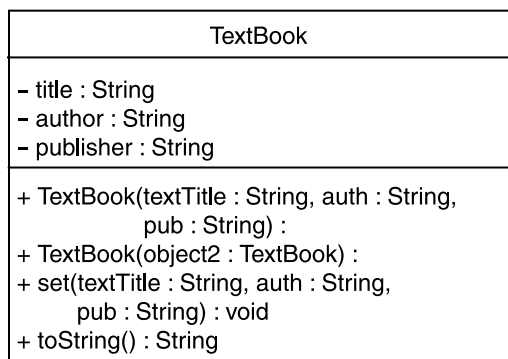 TextBook
– title : String
– author : String
– publisher : String
+ TextBook(textTitle : String, auth : String,
pub : String) :
+ TextBook(object2 : TextBook) :
+ set(textTitle : String, auth : String,
pub : String) : void
+ toString() : String